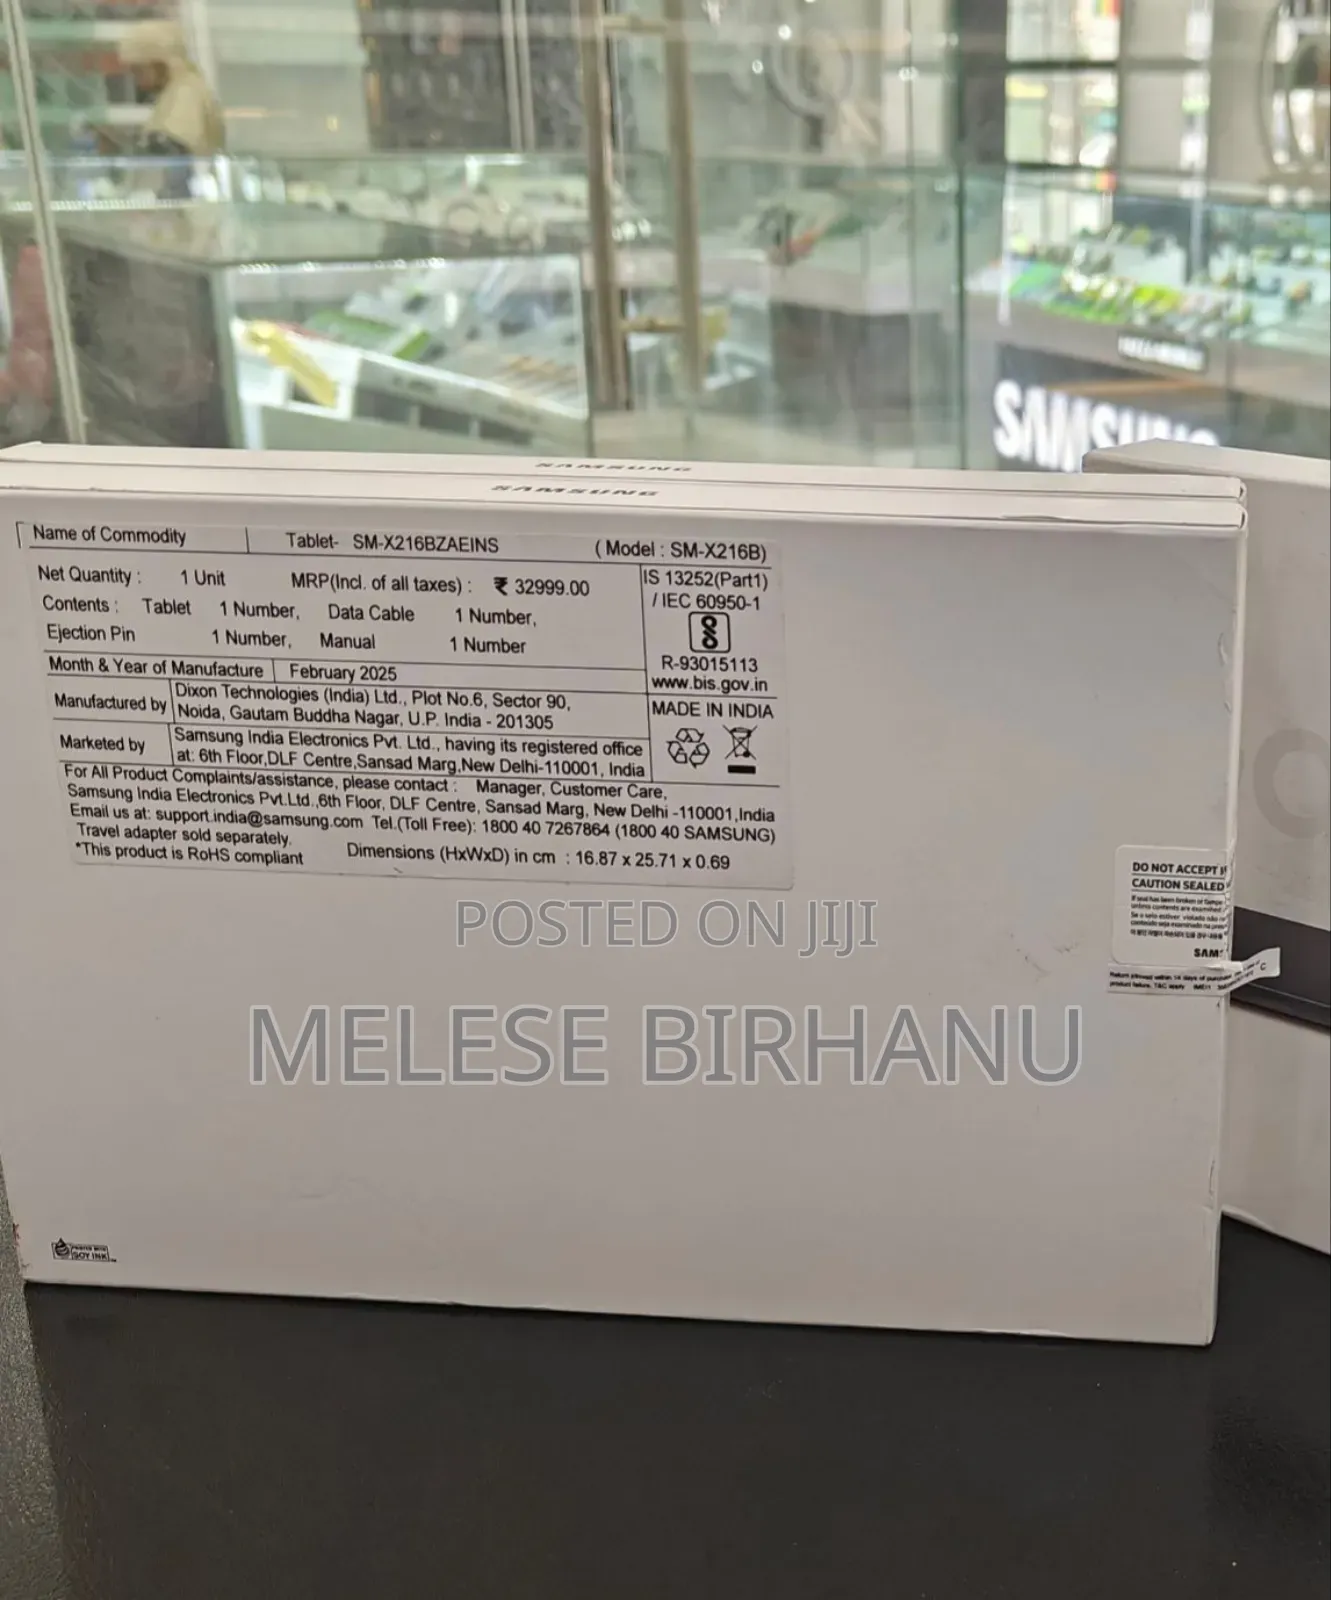 SAMSUNG
SAMSUNG
SAMSUNG
Name of Commodity Tablet- SM-X216BZAEINS (Model : SM-X216B)
Net Quantity : 1 Unit MRP(Incl. of all taxes) : ₹ 32999.00
Contents : Tablet 1 Number, Data Cable 1 Number,
Ejection Pin 1 Number, Manual 1 Number
IS 13252(Part1)
/ IEC 60950-1
R-93015113
www.bis.gov.in
MADE IN INDIA
Month & Year of Manufacture February 2025
Manufactured by Dixon Technologies (India) Ltd., Plot No.6, Sector 90,
Noida, Gautam Buddha Nagar, U.P. India - 201305
Marketed by Samsung India Electronics Pvt. Ltd., having its registered office
at: 6th Floor,DLF Centre,Sansad Marg,New Delhi-110001, India
For All Product Complaints/assistance, please contact : Manager, Customer Care,
Samsung India Electronics Pvt.Ltd.,6th Floor, DLF Centre, Sansad Marg, New Delhi -110001,India
Email us at: support.india@samsung.com Tel.(Toll Free): 1800 40 7267864 (1800 40 SAMSUNG)
Travel adapter sold separately.
*This product is RoHS compliant Dimensions (HxWxD) in cm : 16.87 x 25.71 x 0.69
DO NOT ACCEPT
CAUTION SEALED
SAMS
POSTED ON JIJI
MELESE BIRHANU
PRINTED WITH
SOY INK